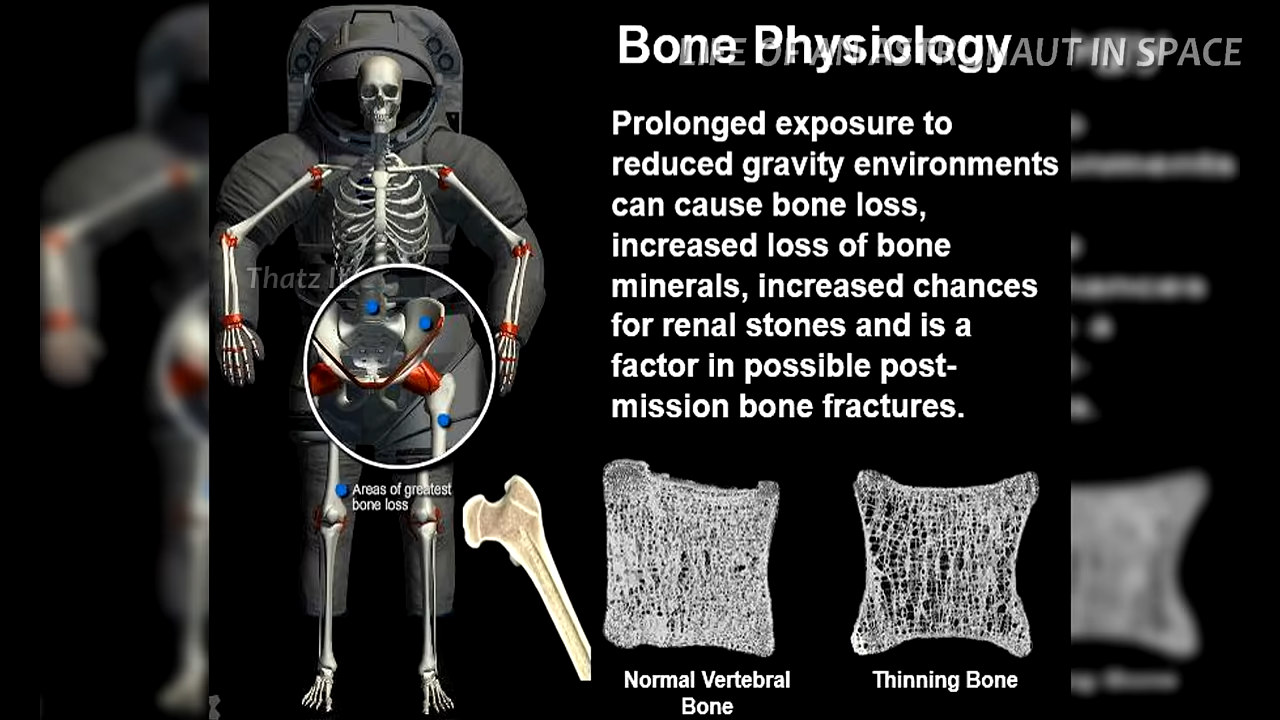 Bone Physiology
LIFE OF AN ASTRONAUT IN SPACE
Prolonged exposure to
reduced gravity environments
can cause bone loss,
increased loss of bone
minerals, increased chances
for renal stones and is a
factor in possible post-
mission bone fractures.
Thatz It
Areas of greatest
bone loss
Normal Vertebral
Bone
Thinning Bone